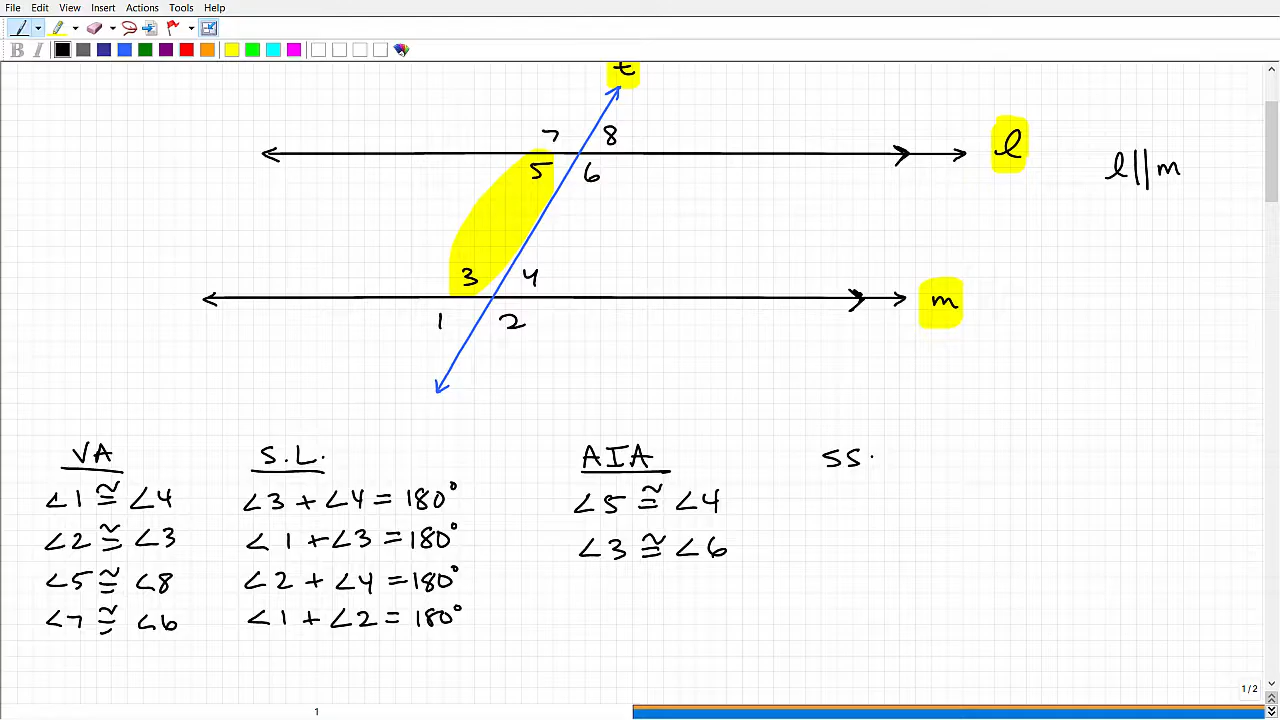 File Edit View Insert Actions Tools Help
B I
t
7 8
l
5 6
l||m
3 4
m
1 2
VA S.L. AIA SS.
∠1 ≅ ∠4 ∠3 + ∠4 = 180° ∠5 ≅ ∠4
∠2 ≅ ∠3 ∠1 + ∠3 = 180° ∠3 ≅ ∠6
∠5 ≅ ∠8 ∠2 + ∠4 = 180°
∠7 ≅ ∠6 ∠1 + ∠2 = 180°
1/2
1